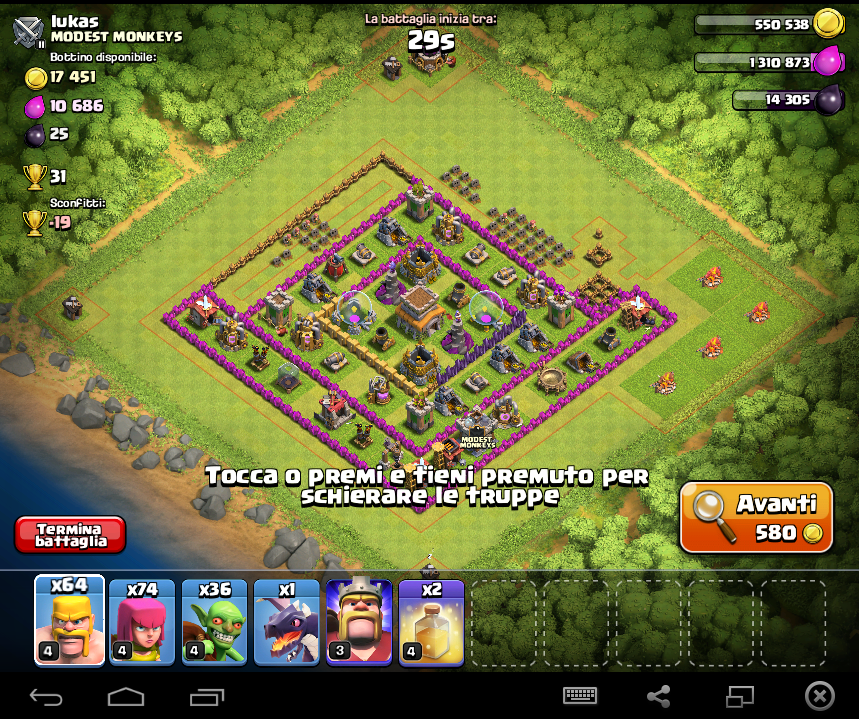 lukas
MODEST MONKEYS
Bottino disponibile:
17 451
10 686
25
31
Sconfitti:
-19
La battaglia inizia tra:
29s
550 538
1 310 873
14 305
MODEST
MONKEYS
Tocca o premi e tieni premuto per
schierare le truppe
Termina
battaglia
Avanti
580
x64
x74
x36
x1
x2
4
4
4
3
4